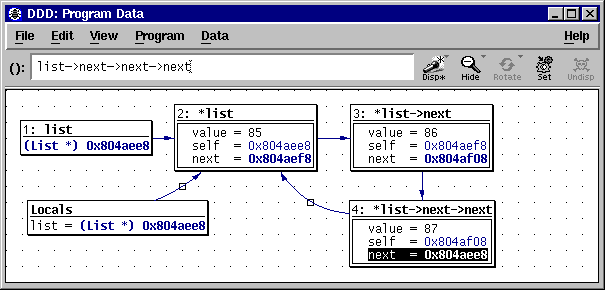 DDD: Program Data
File Edit View Program Data Help
(): list->next->next->next
Disp* Hide Rotate Set Undisp
1: list
(List *) 0x804aee8
2: *list
value = 85
self = 0x804aee8
next = 0x804aef8
3: *list->next
value = 86
self = 0x804aef8
next = 0x804af08
Locals
list = (List *) 0x804aee8
4: *list->next->next
value = 87
self = 0x804af08
next = 0x804aee8